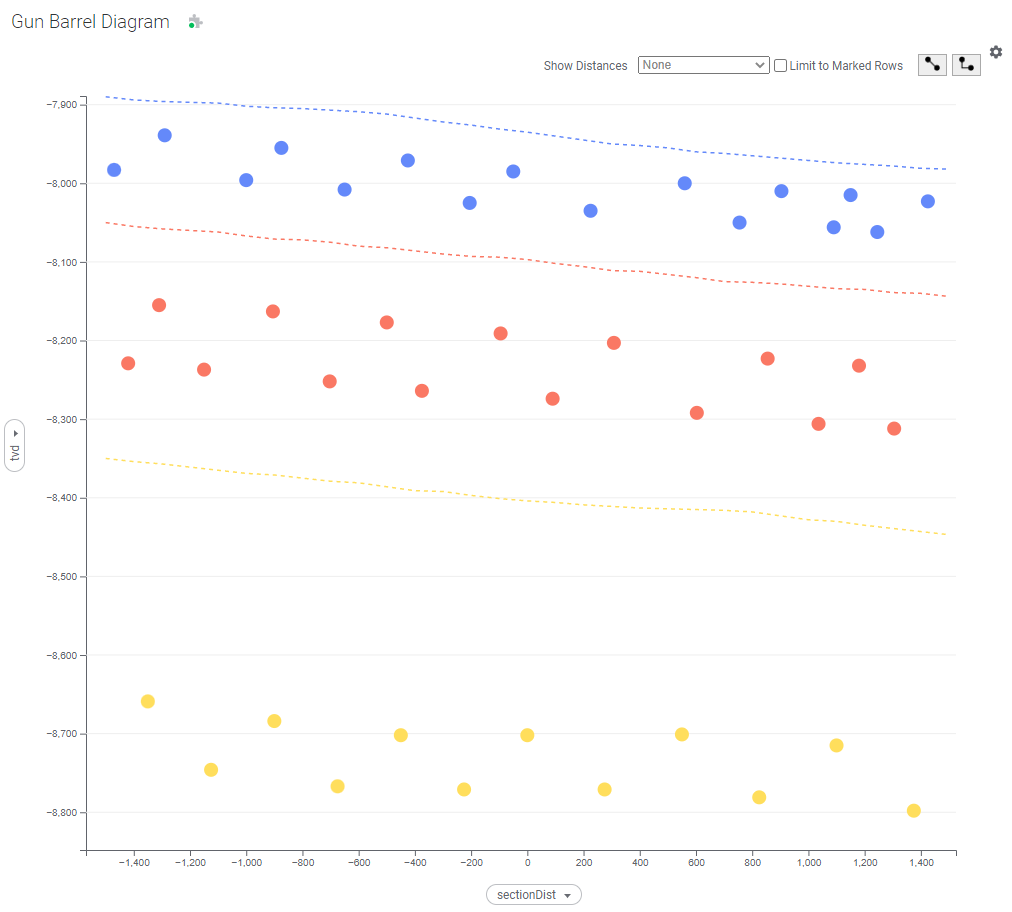 Gun Barrel Diagram
Show Distances None Limit to Marked Rows
−7,900
−8,000
−8,100
−8,200
−8,300
−8,400
−8,500
−8,600
−8,700
−8,800
tvd
−1,400 −1,200 −1,000 −800 −600 −400 −200 0 200 400 600 800 1,000 1,200 1,400
sectionDist